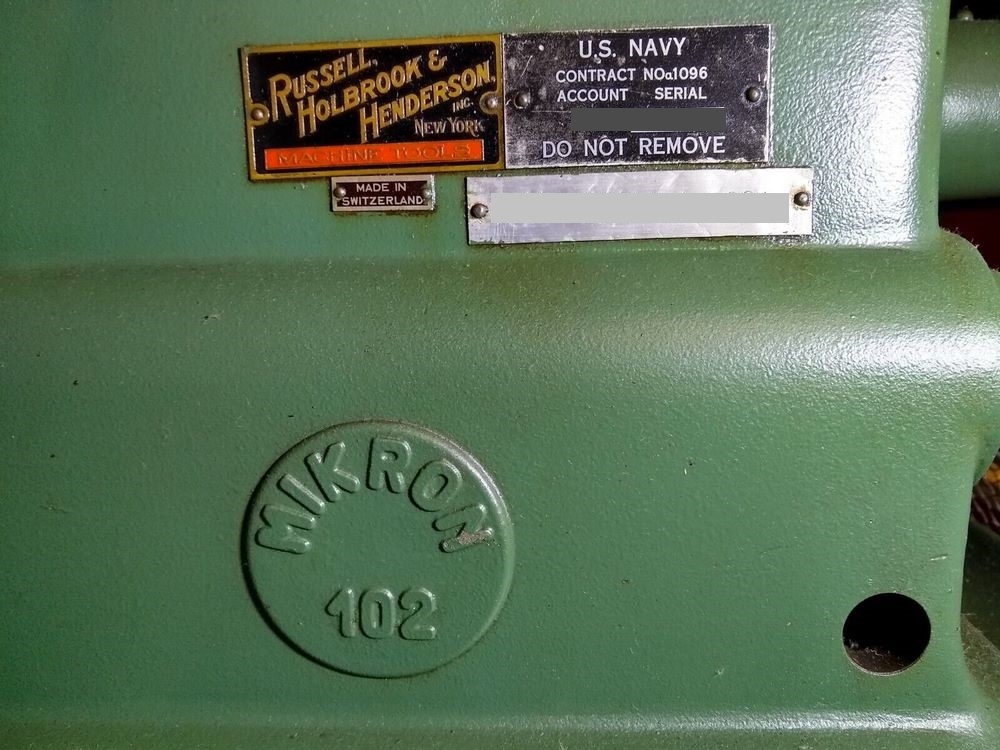 RUSSELL,
HOLBROOK &
HENDERSON,
INC.
NEW YORK
MACHINE TOOLS
U.S. NAVY
CONTRACT NOa1096
ACCOUNT SERIAL
DO NOT REMOVE
MADE IN
SWITZERLAND
MIKRON
102